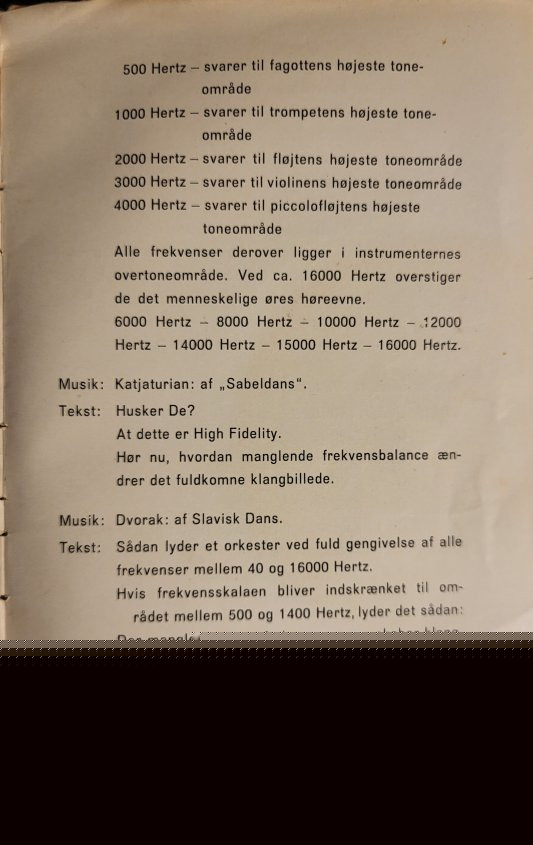 500 Hertz – svarer til fagottens højeste tone-
område
1000 Hertz – svarer til trompetens højeste tone-
område
2000 Hertz – svarer til fløjtens højeste toneområde
3000 Hertz – svarer til violinens højeste toneområde
4000 Hertz – svarer til piccolofløjtens højeste
toneområde
Alle frekvenser derover ligger i instrumenternes
overtoneområde. Ved ca. 16000 Hertz overstiger
de det menneskelige øres høreevne.
6000 Hertz – 8000 Hertz – 10000 Hertz – 12000
Hertz – 14000 Hertz – 15000 Hertz – 16000 Hertz.
Musik: Katjaturian: af „Sabeldans“.
Tekst: Husker De?
At dette er High Fidelity.
Hør nu, hvordan manglende frekvensbalance æn-
drer det fuldkomne klangbillede.
Musik: Dvorak: af Slavisk Dans.
Tekst: Sådan lyder et orkester ved fuld gengivelse af alle
frekvenser mellem 40 og 16000 Hertz.
Hvis frekvensskalaen bliver indskrænket til om-
rådet mellem 500 og 1400 Hertz, lyder det sådan: